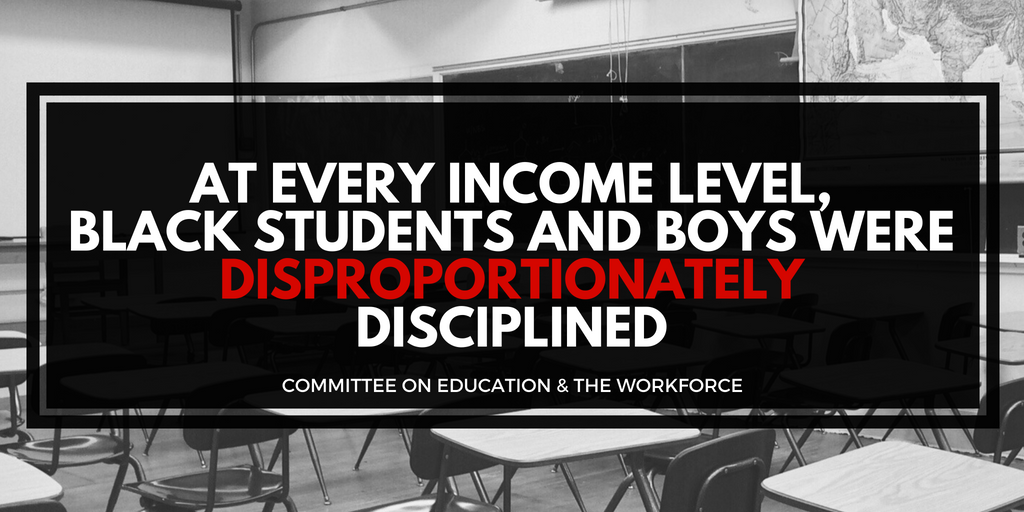 AT EVERY INCOME LEVEL,
BLACK STUDENTS AND BOYS WERE
DISPROPORTIONATELY
DISCIPLINED
COMMITTEE ON EDUCATION & THE WORKFORCE